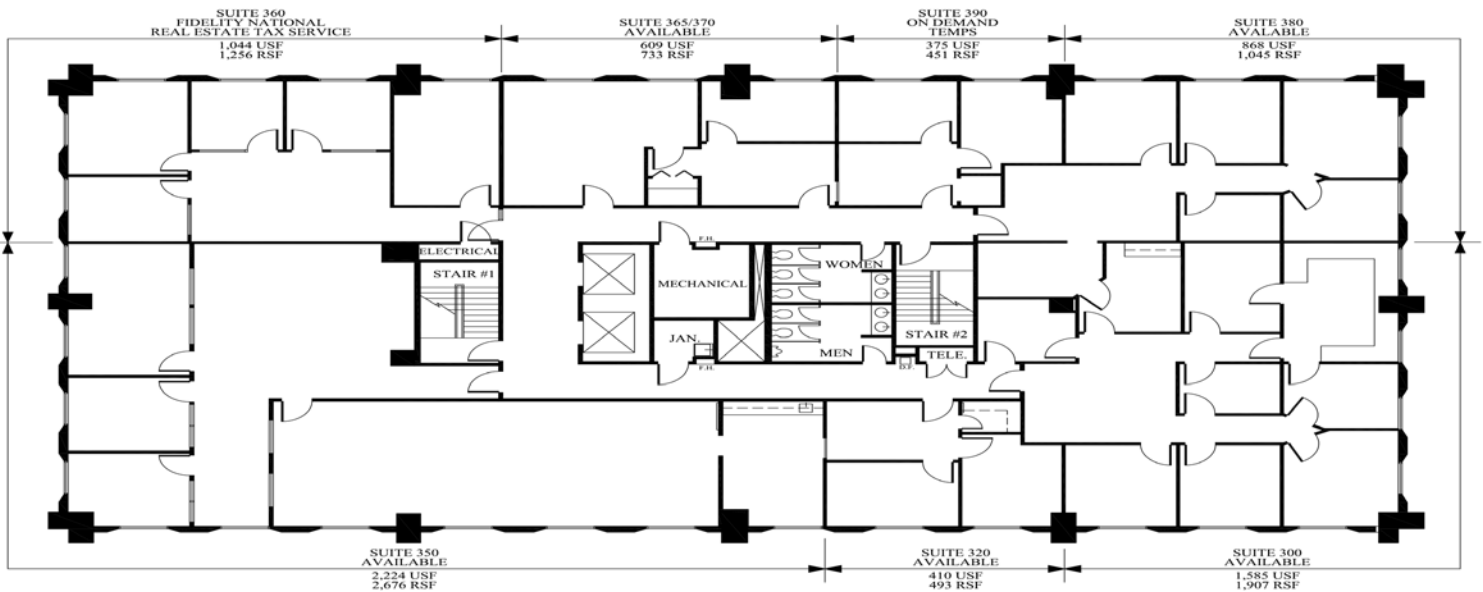 SUITE 360
FIDELITY NATIONAL
REAL ESTATE TAX SERVICE
1,044 USF
1,256 RSF
SUITE 365/370
AVAILABLE
609 USF
733 RSF
SUITE 390
ON DEMAND
TEMPS
375 USF
451 RSF
SUITE 380
AVALABLE
868 USF
1,045 RSF
F.H.
ELECTRICAL
STAIR #1
MECHANICAL
WOMEN
STAIR #2
JAN.
MEN
TELE.
F.H.
D.F.
SUITE 350
AVAILABLE
2,224 USF
2,676 RSF
SUITE 320
AVAILABLE
410 USF
493 RSF
SUITE 300
AVAILABLE
1,585 USF
1,907 RSF